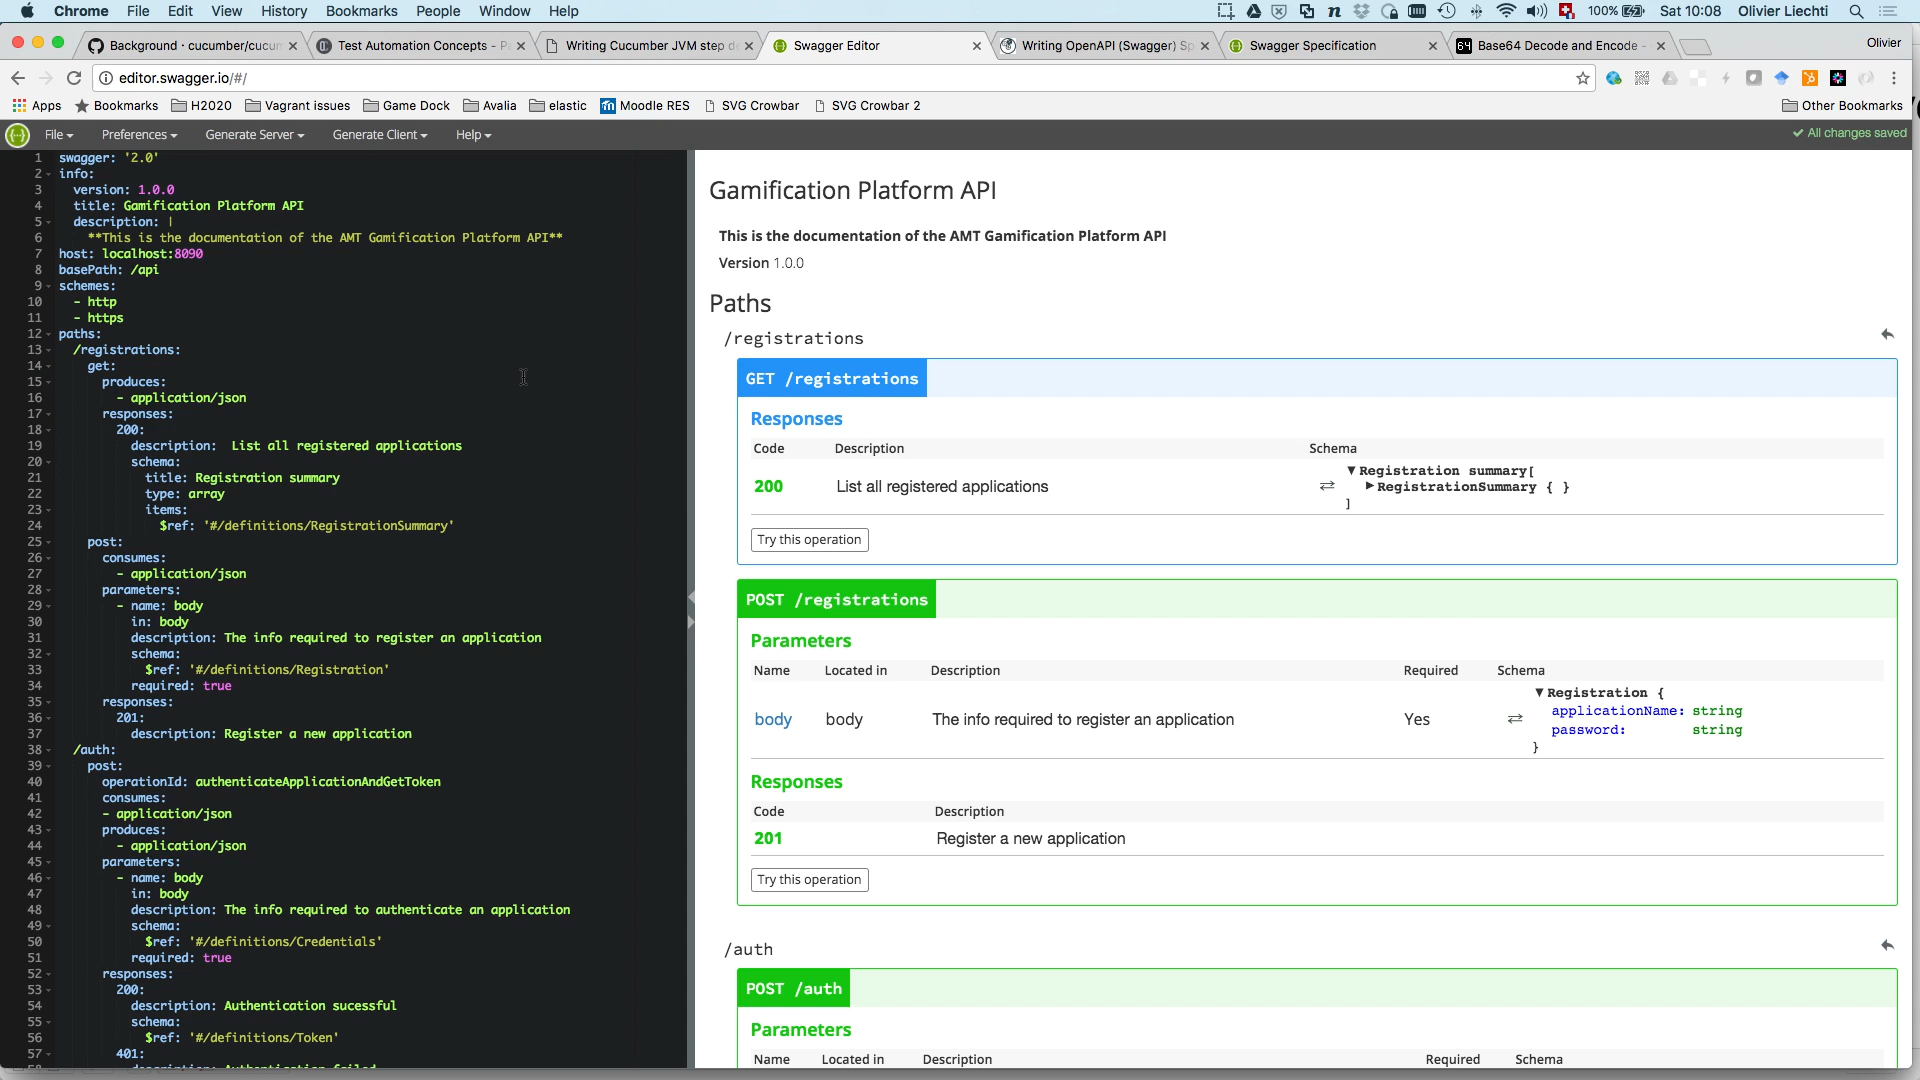 Chrome File Edit View History Bookmarks People Window Help 100% Sat 10:08 Olivier Liechti
Background · cucumber/cucum Test Automation Concepts - Pa Writing Cucumber JVM step de Swagger Editor Writing OpenAPI (Swagger) Sp Swagger Specification Base64 Decode and Encode - Olivier
editor.swagger.io/#/
Apps Bookmarks H2020 Vagrant issues Game Dock Avalia elastic Moodle RES SVG Crowbar SVG Crowbar 2 Other Bookmarks
File Preferences Generate Server Generate Client Help All changes saved
1 swagger: '2.0'
2 info:
3 version: 1.0.0
4 title: Gamification Platform API
5 description: |
6 **This is the documentation of the AMT Gamification Platform API**
7 host: localhost:8090
8 basePath: /api
9 schemes:
10 - http
11 - https
12 paths:
13 /registrations:
14 get:
15 produces:
16 - application/json
17 responses:
18 200:
19 description:  List all registered applications
20 schema:
21 title: Registration summary
22 type: array
23 items:
24 $ref: '#/definitions/RegistrationSummary'
25 post:
26 consumes:
27 - application/json
28 parameters:
29 - name: body
30 in: body
31 description: The info required to register an application
32 schema:
33 $ref: '#/definitions/Registration'
34 required: true
35 responses:
36 201:
37 description: Register a new application
38 /auth:
39 post:
40 operationId: authenticateApplicationAndGetToken
41 consumes:
42 - application/json
43 produces:
44 - application/json
45 parameters:
46 - name: body
47 in: body
48 description: The info required to authenticate an application
49 schema:
50 $ref: '#/definitions/Credentials'
51 required: true
52 responses:
53 200:
54 description: Authentication sucessful
55 schema:
56 $ref: '#/definitions/Token'
57 401:
58 description: Authentication failed
Gamification Platform API
This is the documentation of the AMT Gamification Platform API
Version 1.0.0
Paths
/registrations
GET /registrations
Responses
Code Description Schema
200 List all registered applications ⇄ ▼Registration summary[
▶RegistrationSummary { }
]
Try this operation
POST /registrations
Parameters
Name Located in Description Required Schema
body body The info required to register an application Yes ⇄ ▼Registration {
applicationName: string
password: string
}
Responses
Code Description
201 Register a new application
Try this operation
/auth
POST /auth
Parameters
Name Located in Description Required Schema